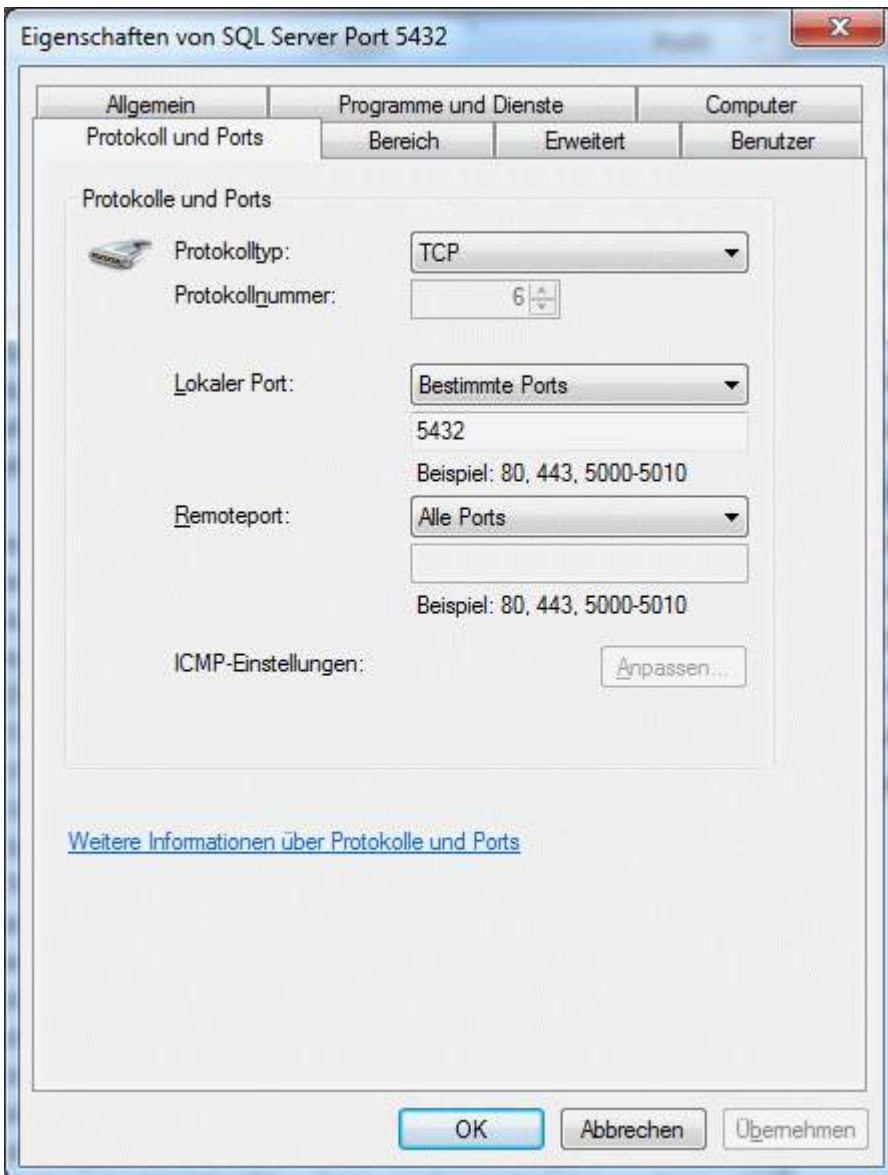 Eigenschaften von SQL Server Port 5432
Allgemein Programme und Dienste Computer
Protokoll und Ports Bereich Erweitert Benutzer
Protokolle und Ports
Protokolltyp: TCP
Protokollnummer: 6
Lokaler Port: Bestimmte Ports
5432
Beispiel: 80, 443, 5000-5010
Remoteport: Alle Ports
Beispiel: 80, 443, 5000-5010
ICMP-Einstellungen: Anpassen...
Weitere Informationen über Protokolle und Ports
OK Abbrechen Übernehmen